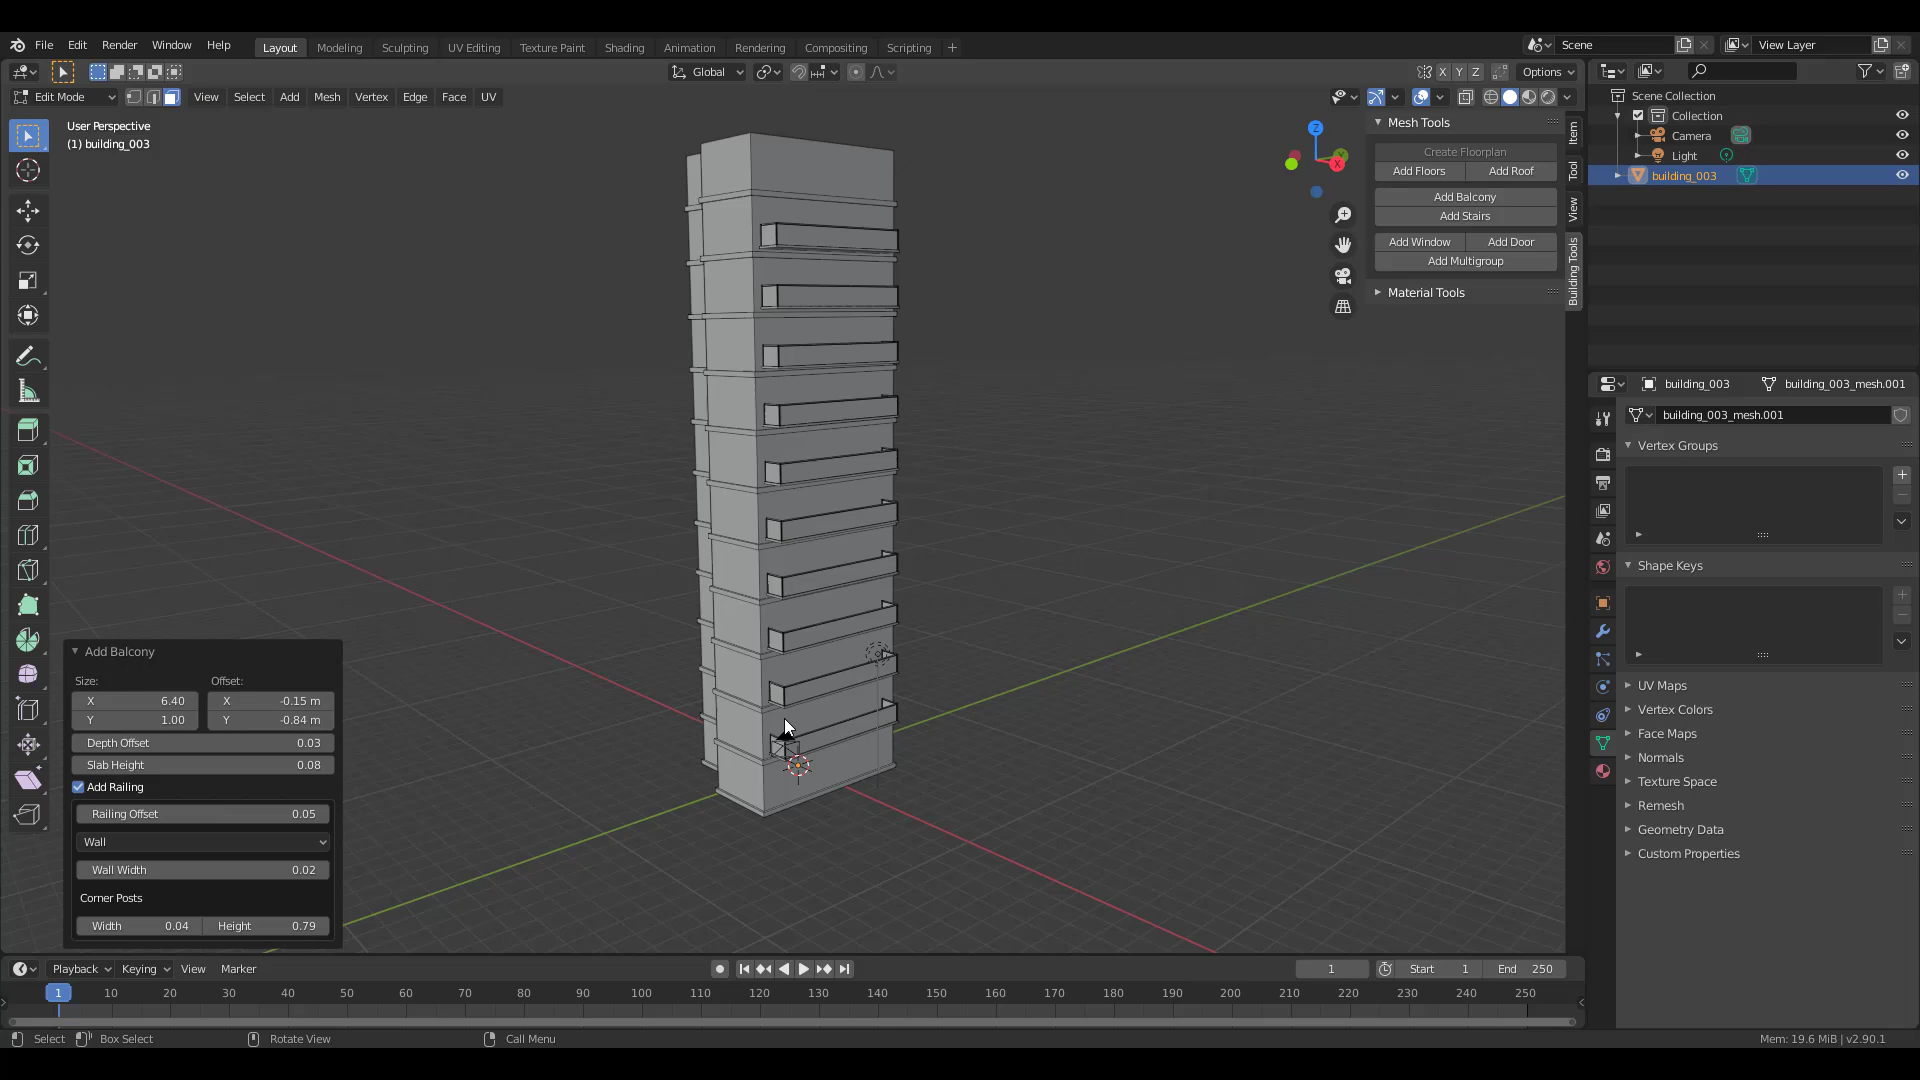 File Edit Render Window Help Layout Modeling Sculpting UV Editing Texture Paint Shading Animation Rendering Compositing Scripting +
Scene View Layer
Global X Y Z Options
Edit Mode View Select Add Mesh Vertex Edge Face UV
User Perspective
(1) building_003
Z
Y
X
Mesh Tools
Create Floorplan
Add Floors Add Roof
Add Balcony
Add Stairs
Add Window Add Door
Add Multigroup
Material Tools
Item
Tool
View
Building Tools
Scene Collection
Collection
Camera
Light
building_003
building_003 building_003_mesh.001
building_003_mesh.001
Vertex Groups
Shape Keys
UV Maps
Vertex Colors
Face Maps
Normals
Texture Space
Remesh
Geometry Data
Custom Properties
Add Balcony
Size: Offset:
X 6.40 X -0.15 m
Y 1.00 Y -0.84 m
Depth Offset 0.03
Slab Height 0.08
Add Railing
Railing Offset 0.05
Wall
Wall Width 0.02
Corner Posts
Width 0.04 Height 0.79
Playback Keying View Marker 1 Start 1 End 250
1 10 20 30 40 50 60 70 80 90 100 110 120 130 140 150 160 170 180 190 200 210 220 230 240 250
Select Box Select Rotate View Call Menu Mem: 19.6 MiB | v2.90.1